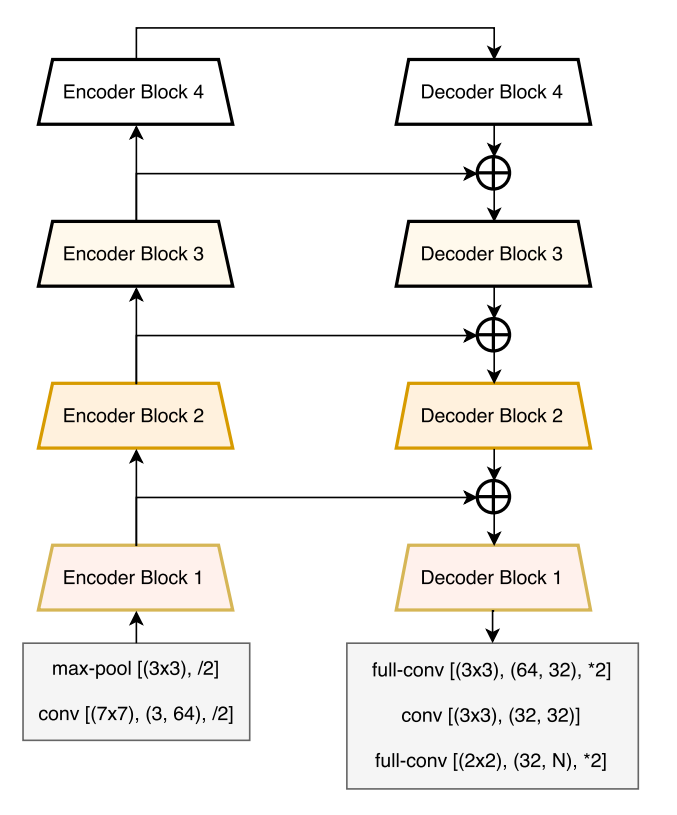 Encoder Block 4
Decoder Block 4
Encoder Block 3
Decoder Block 3
Encoder Block 2
Decoder Block 2
Encoder Block 1
Decoder Block 1
max-pool [(3x3), /2]
conv [(7x7), (3, 64), /2]
full-conv [(3x3), (64, 32), *2]
conv [(3x3), (32, 32)]
full-conv [(2x2), (32, N), *2]